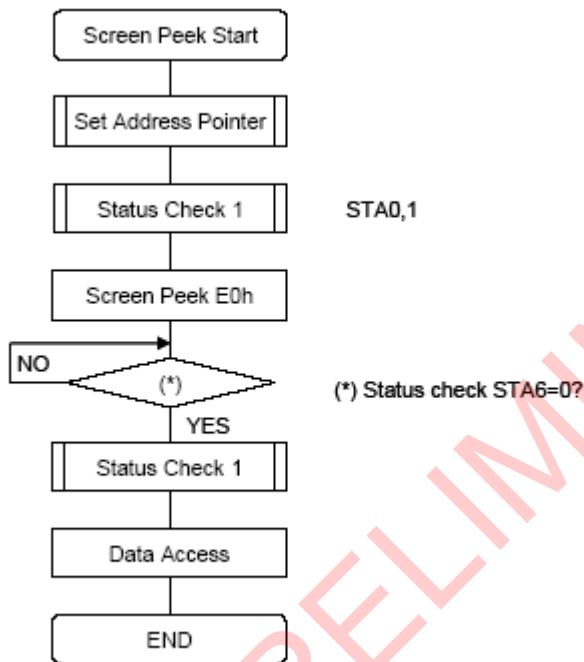 Screen Peek Start
Set Address Pointer
Status Check 1
STA0,1
Screen Peek E0h
NO
(*)
(*) Status check STA6=0?
YES
Status Check 1
Data Access
END